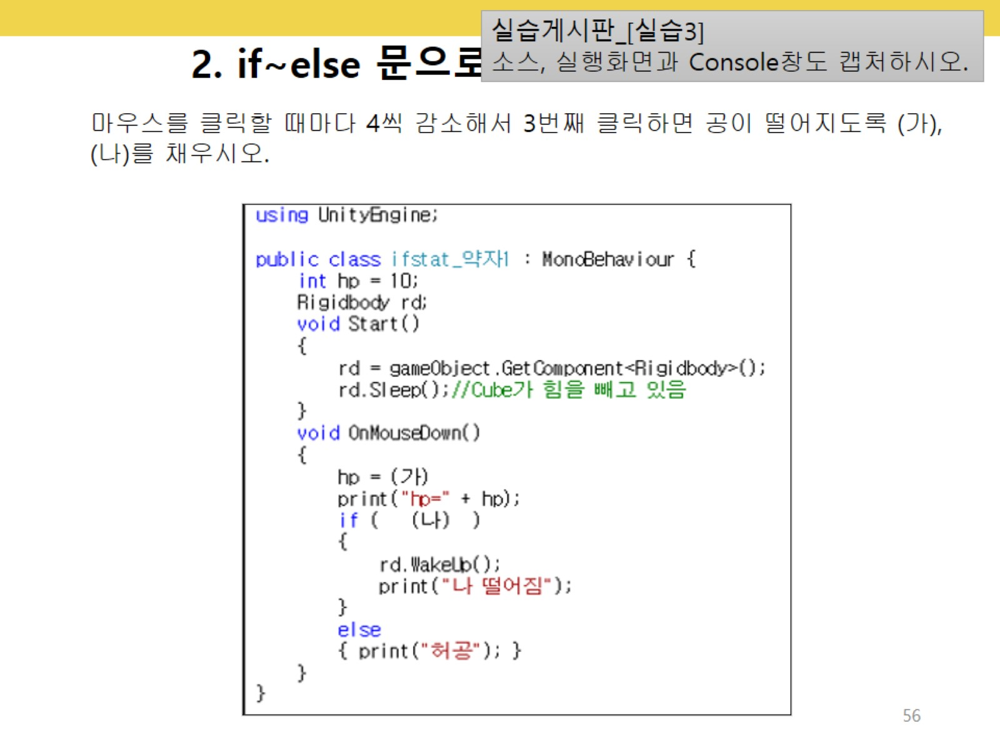 실습게시판_[실습3]
소스, 실행화면과 Console창도 캡처하시오.
2. if~else 문으로
마우스를 클릭할 때마다 4씩 감소해서 3번째 클릭하면 공이 떨어지도록 (가),
(나)를 채우시오.
using UnityEngine;
public class ifstat_약자1 : MonoBehaviour {
int hp = 10;
Rigidbody rd;
void Start()
{
rd = gameObject.GetComponent<Rigidbody>();
rd.Sleep();//Cube가 힘을 빼고 있음
}
void OnMouseDown()
{
hp = (가)
print("hp=" + hp);
if ( (나) )
{
rd.WakeUp();
print("나 떨어짐");
}
else
{ print("허공"); }
}
}
56